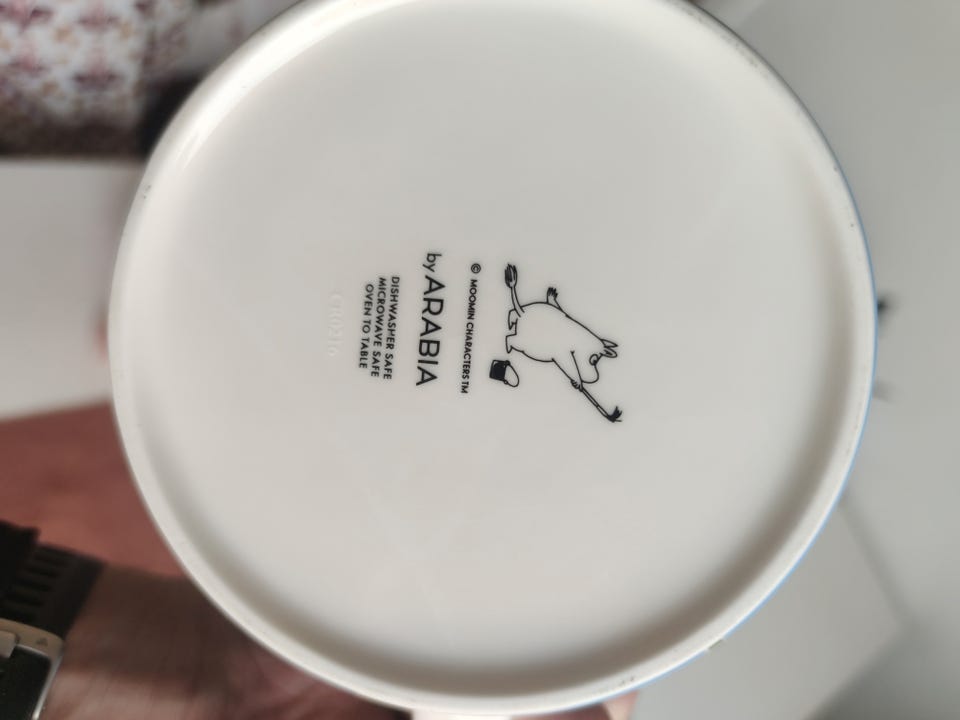 © MOOMIN CHARACTERS TM
by ARABIA
DISHWASHER SAFE
MICROWAVE SAFE
OVEN TO TABLE